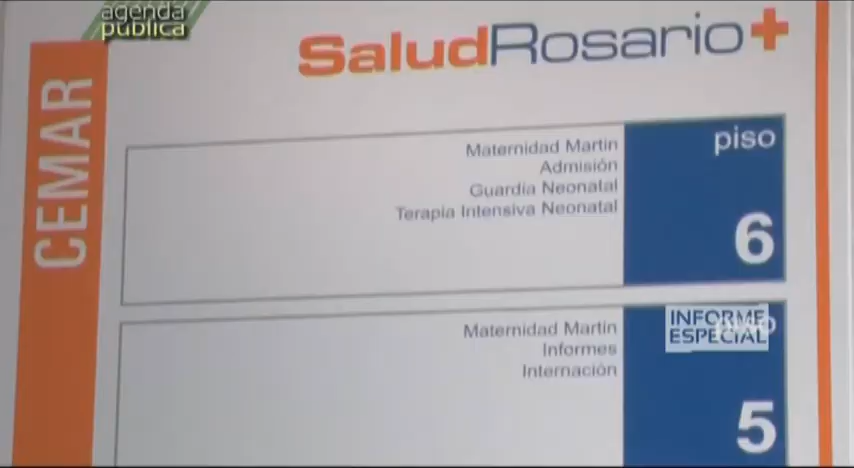 agenda
pública
SaludRosario+
CEMAR
Maternidad Martin
Admisión
Guardia Neonatal
Terapia Intensiva Neonatal
piso
6
Maternidad Martin
Informes
Internación
piso
INFORME
ESPECIAL
5